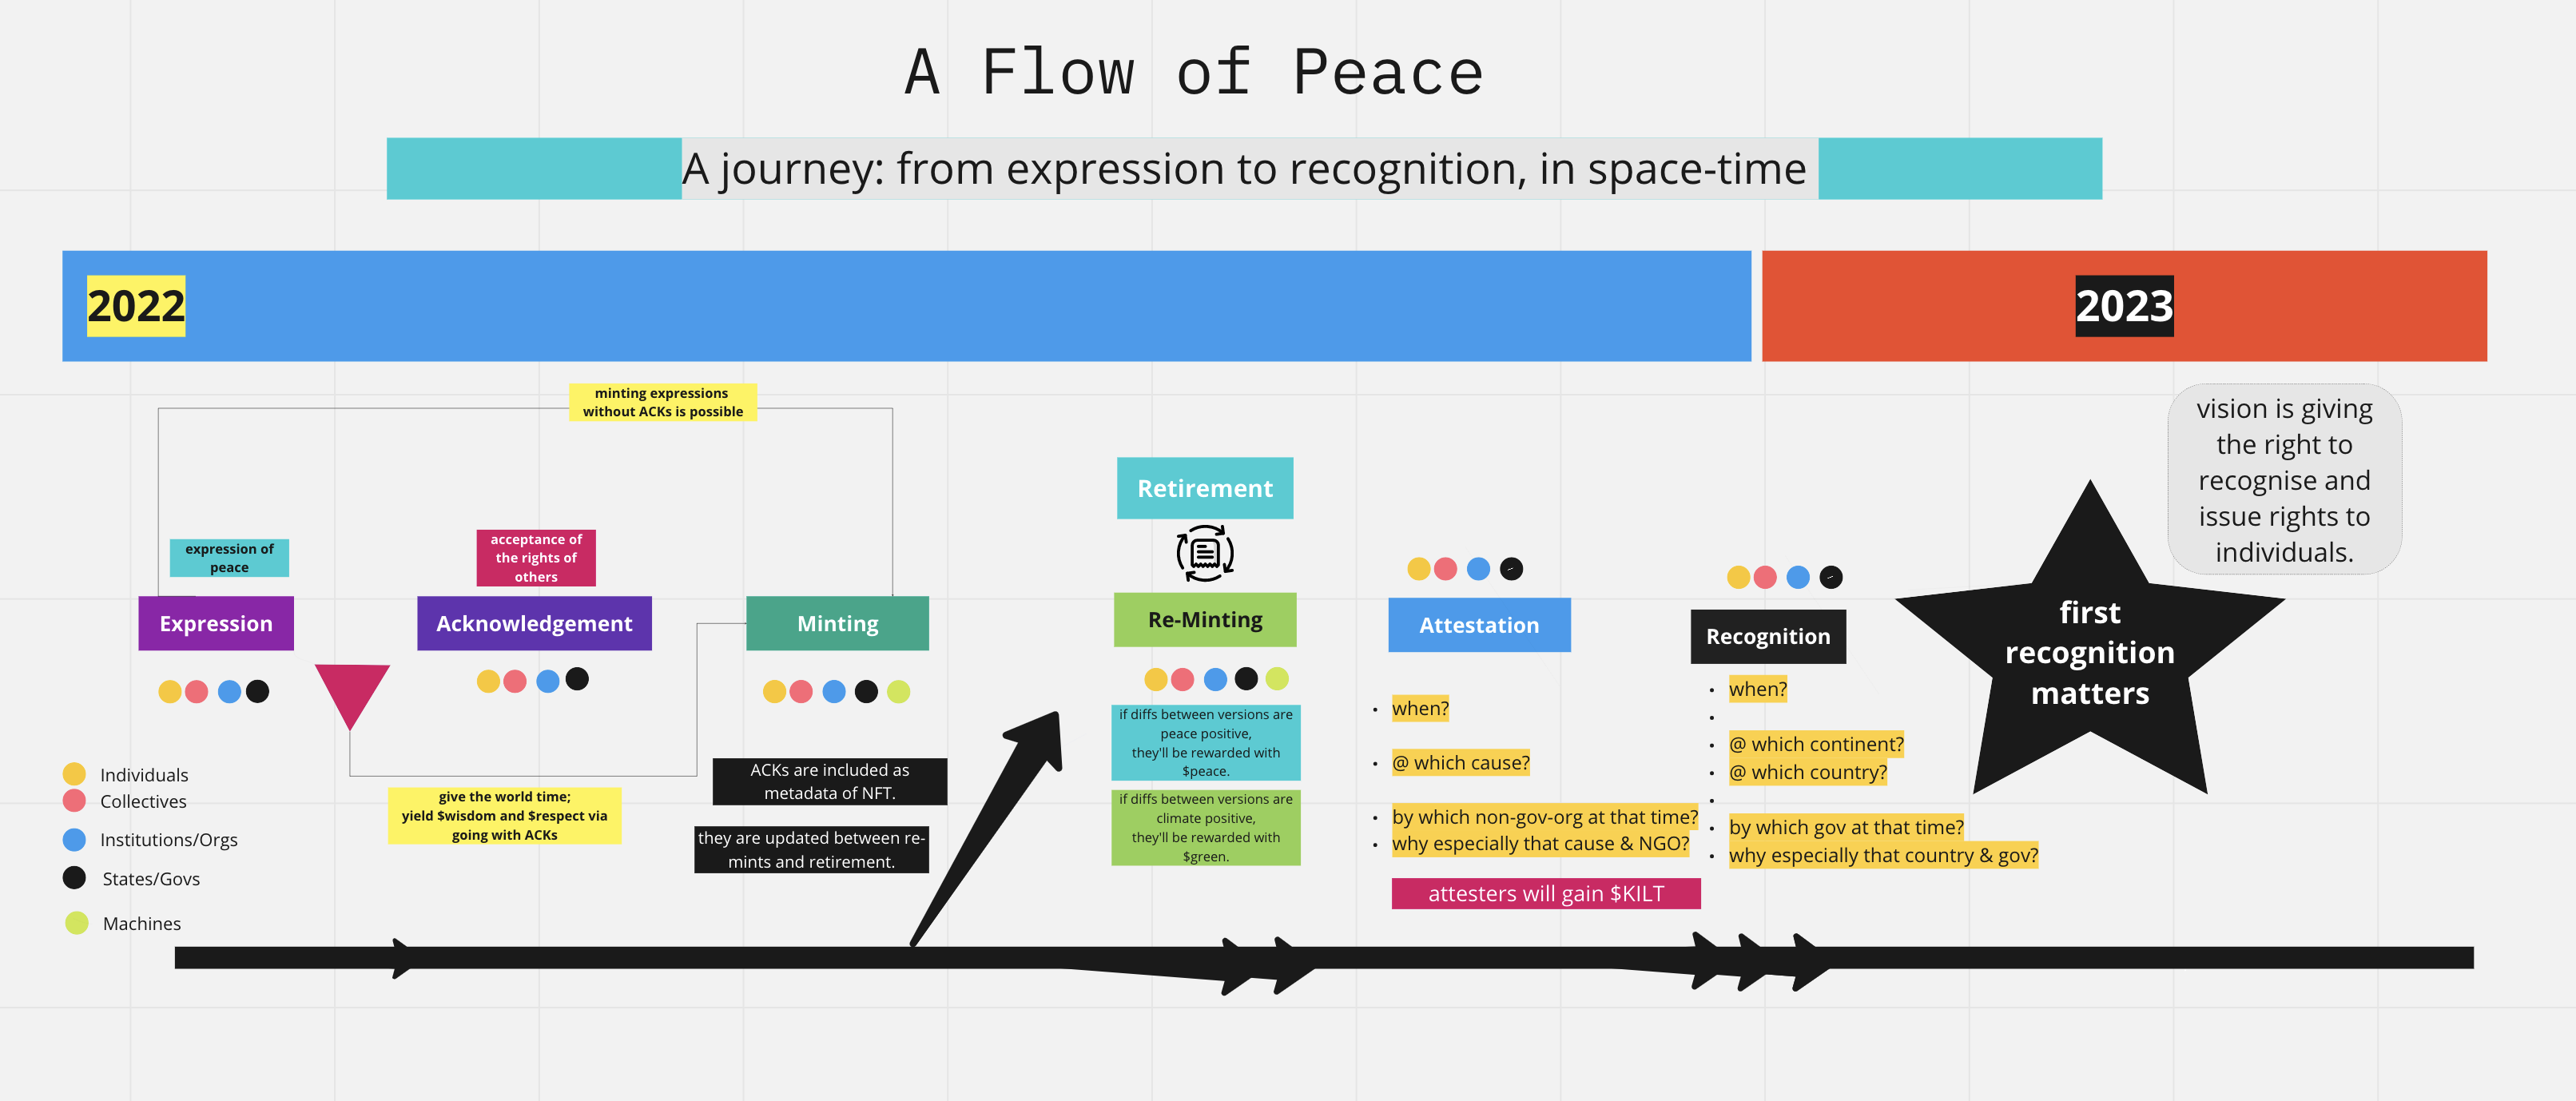 A Flow of Peace
A journey: from expression to recognition, in space-time
2022
2023
minting expressions
without ACKs is possible
expression of
peace
Expression
acceptance of
the rights of
others
Acknowledgement
Minting
give the world time;
yield $wisdom and $respect via
going with ACKs
ACKs are included as
metadata of NFT.
they are updated between re-
mints and retirement.
Individuals
Collectives
Institutions/Orgs
States/Govs
Machines
Retirement
Re-Minting
if diffs between versions are
peace positive,
they'll be rewarded with
$peace.
if diffs between versions are
climate positive,
they'll be rewarded with
$green.
Attestation
• when?
• @ which cause?
• by which non-gov-org at that time?
• why especially that cause & NGO?
attesters will gain $KILT
Recognition
• when?
•
• @ which continent?
• @ which country?
•
• by which gov at that time?
• why especially that country & gov?
first
recognition
matters
vision is giving
the right to
recognise and
issue rights to
individuals.